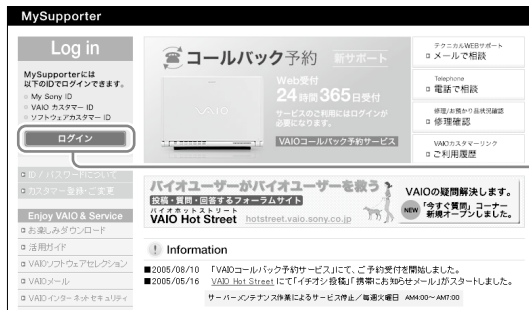 MySupporter
Log in
MySupporterには
以下のIDでログインできます。
My Sony ID
VAIO カスタマー ID
ソフトウェアカスタマー ID
ログイン
ID / パスワードについて
カスタマー登録・ご変更
Enjoy VAIO & Service
お楽しみダウンロード
活用ガイド
VAIOソフトウェアセレクション
VAIOメール
VAIOインターネットセキュリティ
コールバック予約 新サポート
Web受付
24時間365日受付
サービスのご利用にはログインが
必要になります。
VAIOコールバック予約サービス
テクニカルWEBサポート
メールで相談
Telephone
電話で相談
修理/お預かり品状況確認
修理確認
VAIOカスタマーリンク
ご利用履歴
バイオユーザーがバイオユーザーを救う
投稿・質問・回答するフォーラムサイト
バイオホットストリート
VAIO Hot Street hotstreet.vaio.sony.co.jp
VAIOの疑問解決します。
NEW 「今すぐ質問」コーナー
新規オープンしました。
Information
■2005/08/10 「VAIOコールバック予約サービス」にて、ご予約受付を開始しました。
■2005/05/16 VAIO Hot Street にて「イチオシ投稿」「携帯にお知らせメール」がスタートしました。
サーバーメンテナンス作業によるサービス停止／毎週火曜日 AM4:00～AM7:00